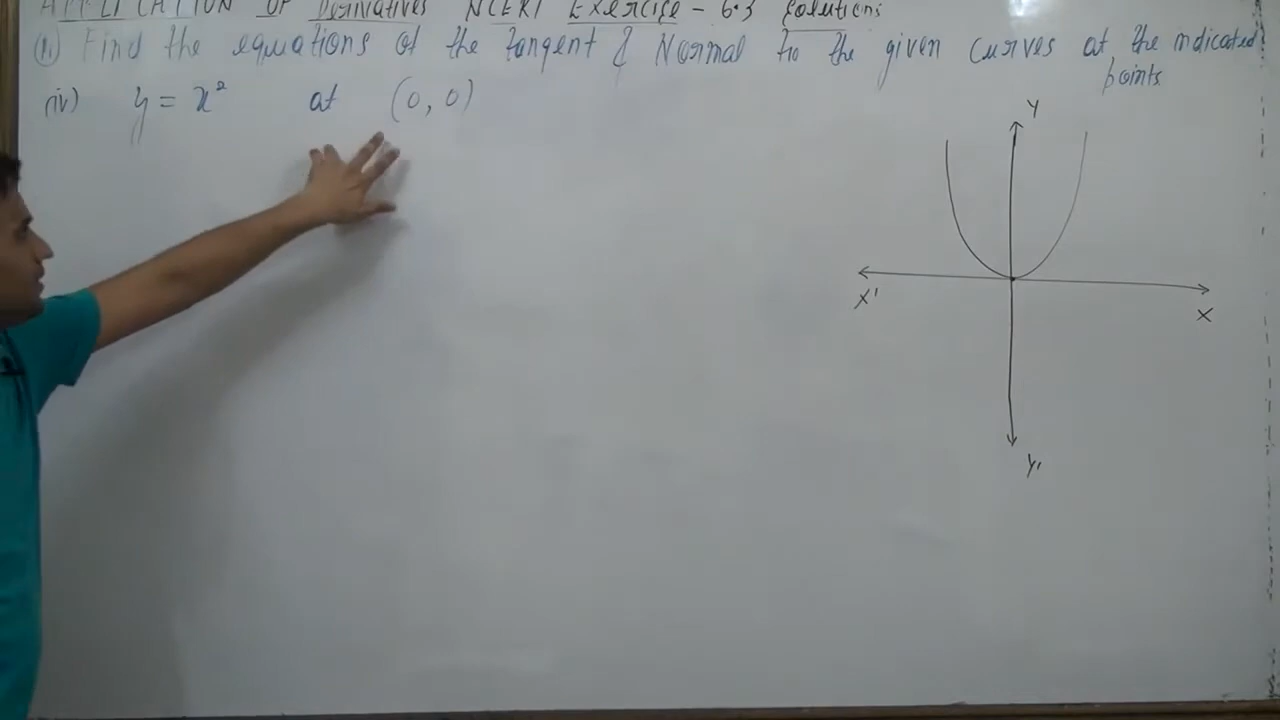 APPLICATION OF Derivatives NCERT Exercise - 6.3 Solutions
Find the equations of the tangent & Normal to the given curves at the indicated
points
(iv) y = x² at (0, 0)
Y
X'
X
Y'